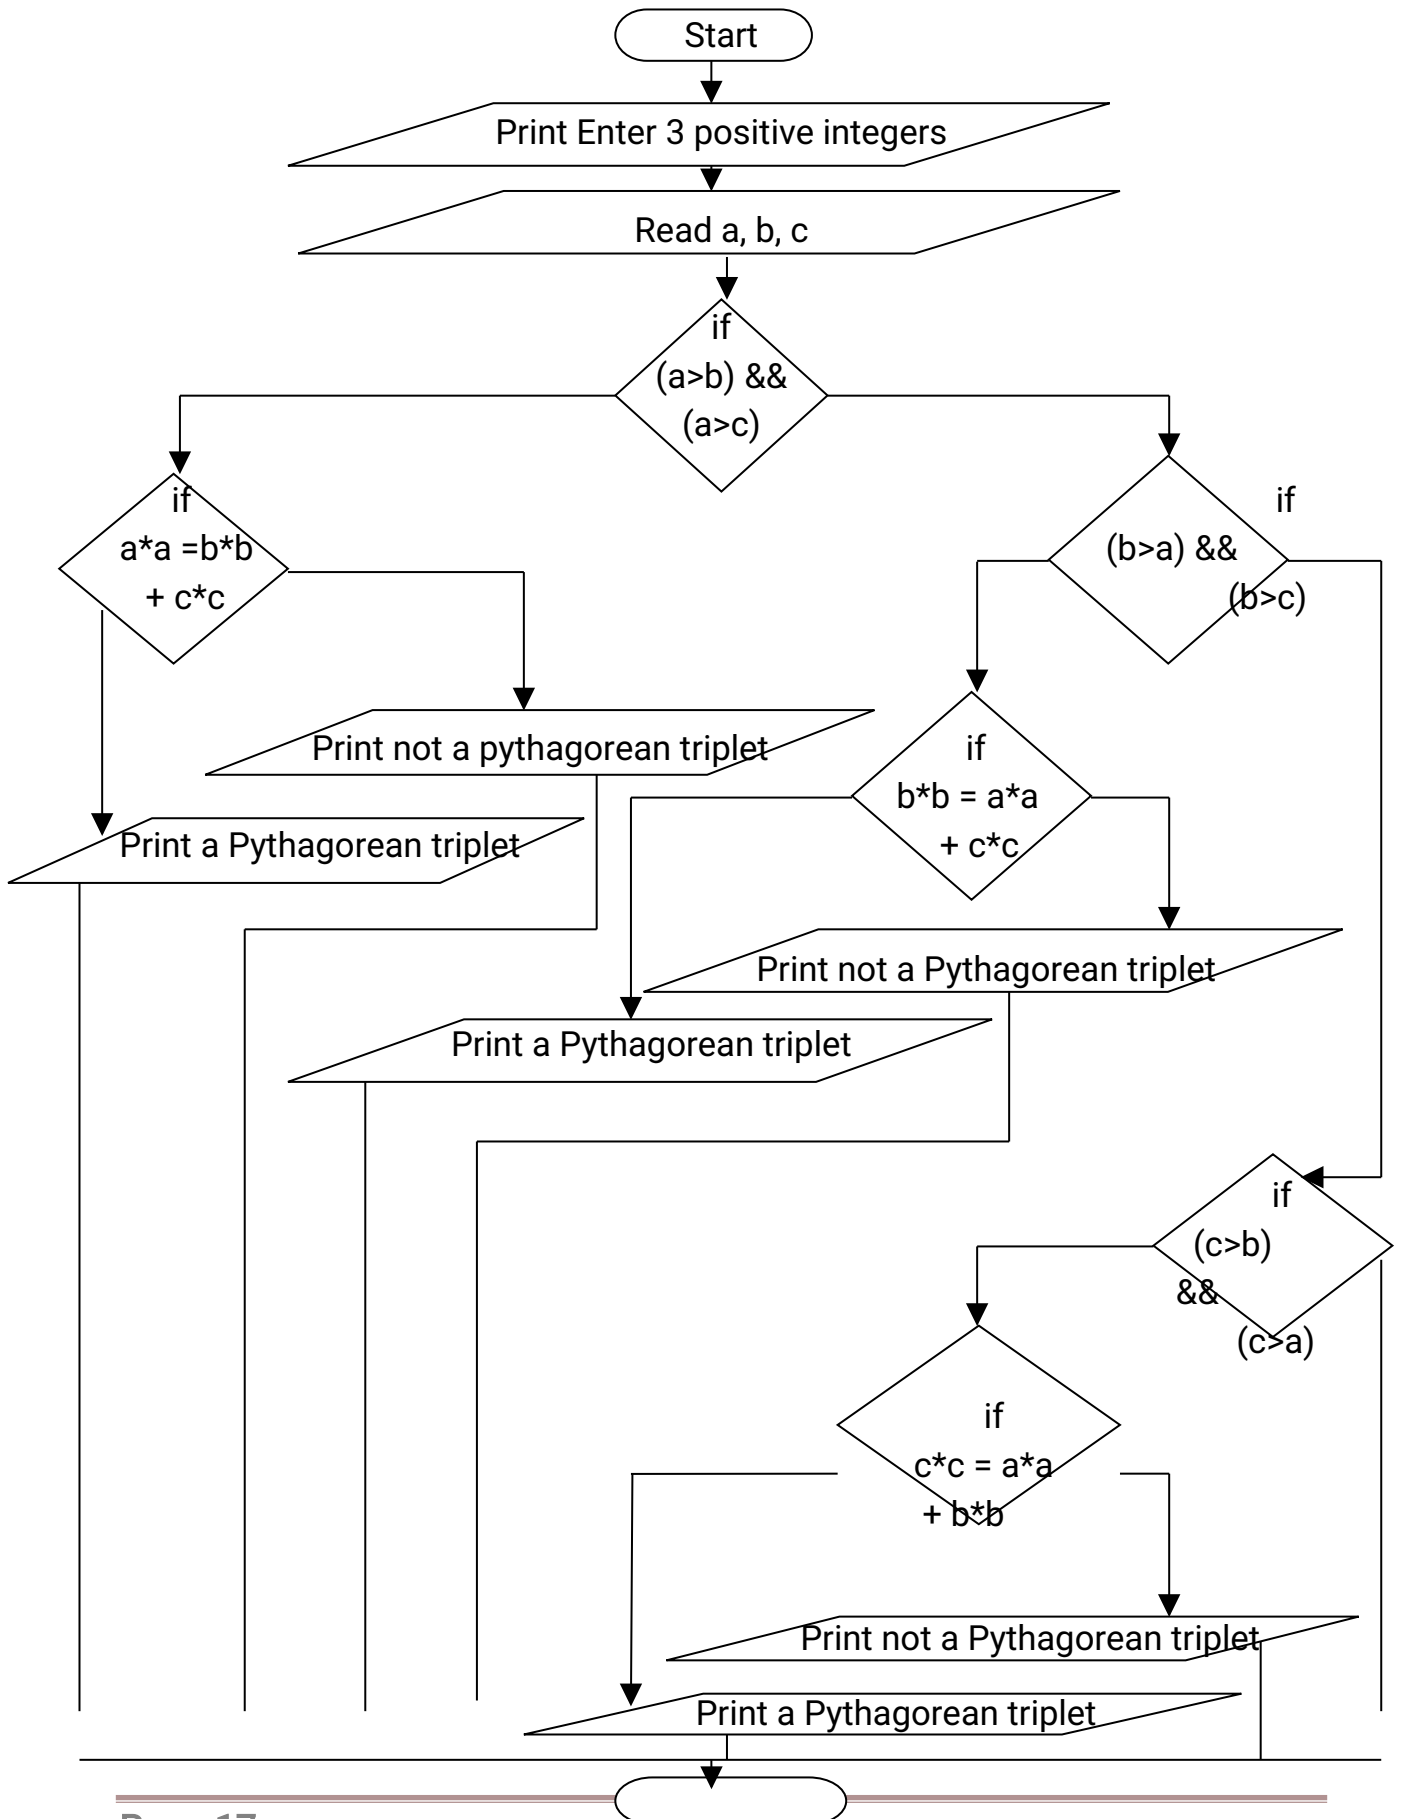 Start
Print Enter 3 positive integers
Read a, b, c
if
(a>b) &&
(a>c)
if
a*a =b*b
+ c*c
if
(b>a) &&
(b>c)
Print not a pythagorean triplet
if
b*b = a*a
+ c*c
Print a Pythagorean triplet
Print not a Pythagorean triplet
Print a Pythagorean triplet
if
(c>b)
&&
(c>a)
if
c*c = a*a
+ b*b
Print not a Pythagorean triplet
Print a Pythagorean triplet